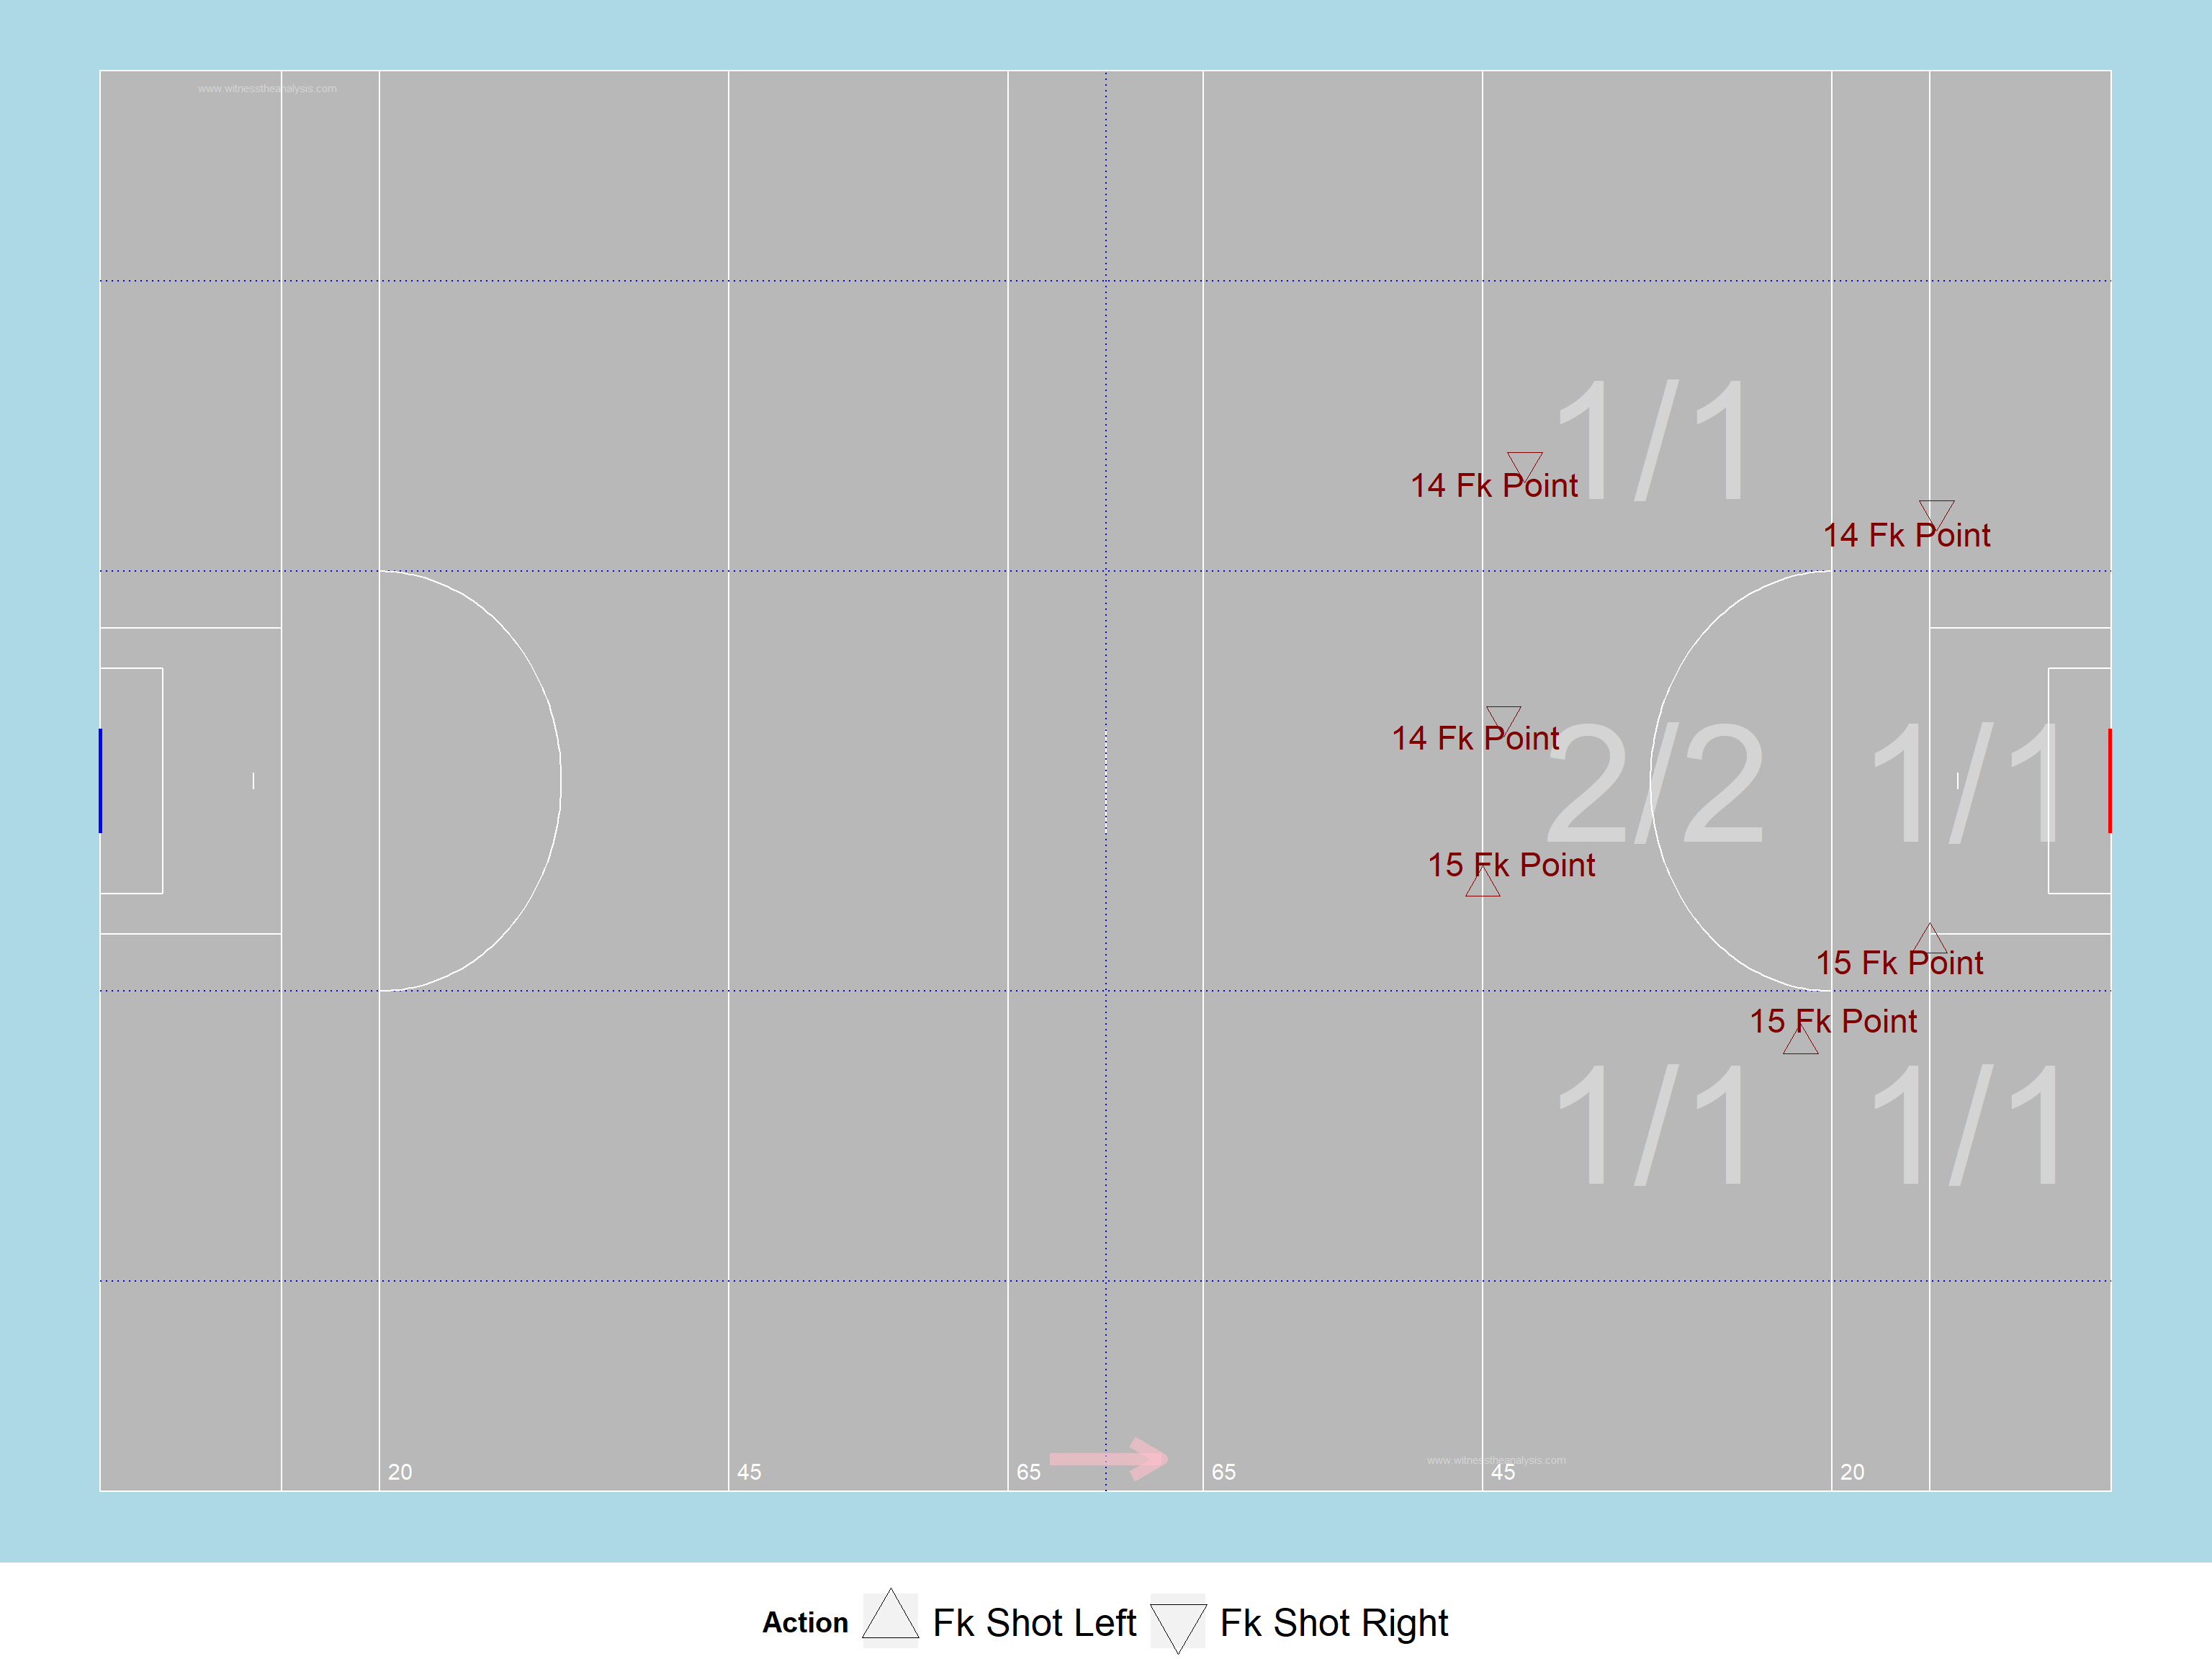 www.witnesstheanalysis.com
1/1
14 Fk Point
14 Fk Point
14 Fk Point
2/2
1/1
15 Fk Point
15 Fk Point
15 Fk Point
1/1
1/1
www.witnesstheanalysis.com
20
45
65
65
45
20
Action
Fk Shot Left
Fk Shot Right